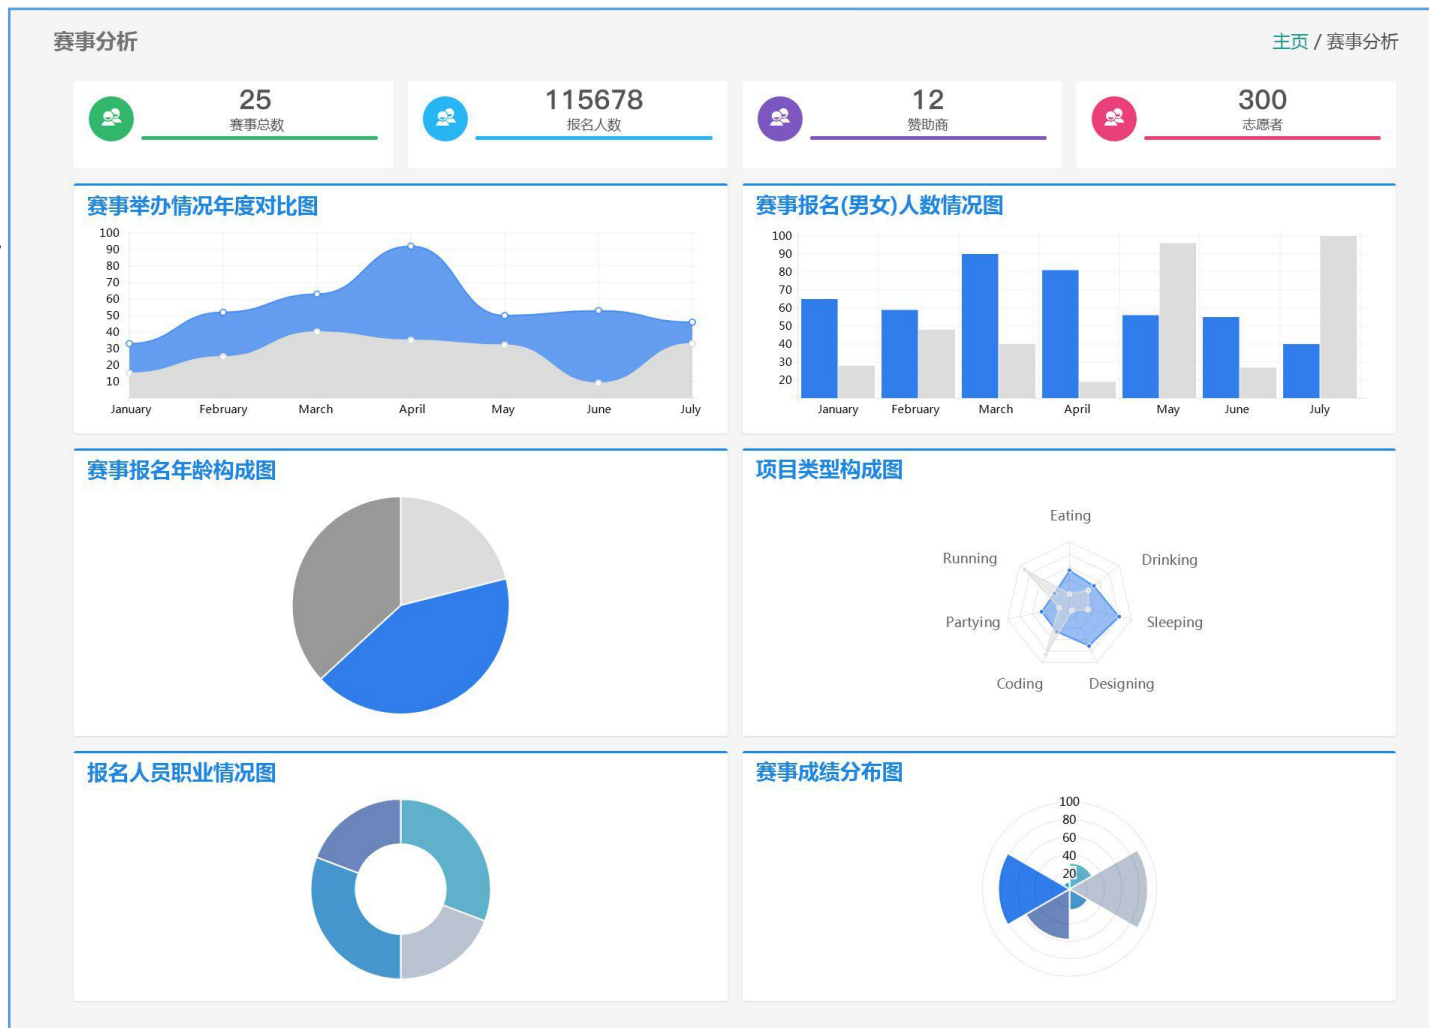 赛事分析
主页 / 赛事分析
25
赛事总数
115678
报名人数
12
赞助商
300
志愿者
赛事举办情况年度对比图
100
90
80
70
60
50
40
30
20
10
January February March April May June July
赛事报名(男女)人数情况图
100
90
80
70
60
50
40
30
20
January February March April May June July
赛事报名年龄构成图
项目类型构成图
Eating
Running Drinking
Partying Sleeping
Coding Designing
报名人员职业情况图
赛事成绩分布图
100
80
60
40
20